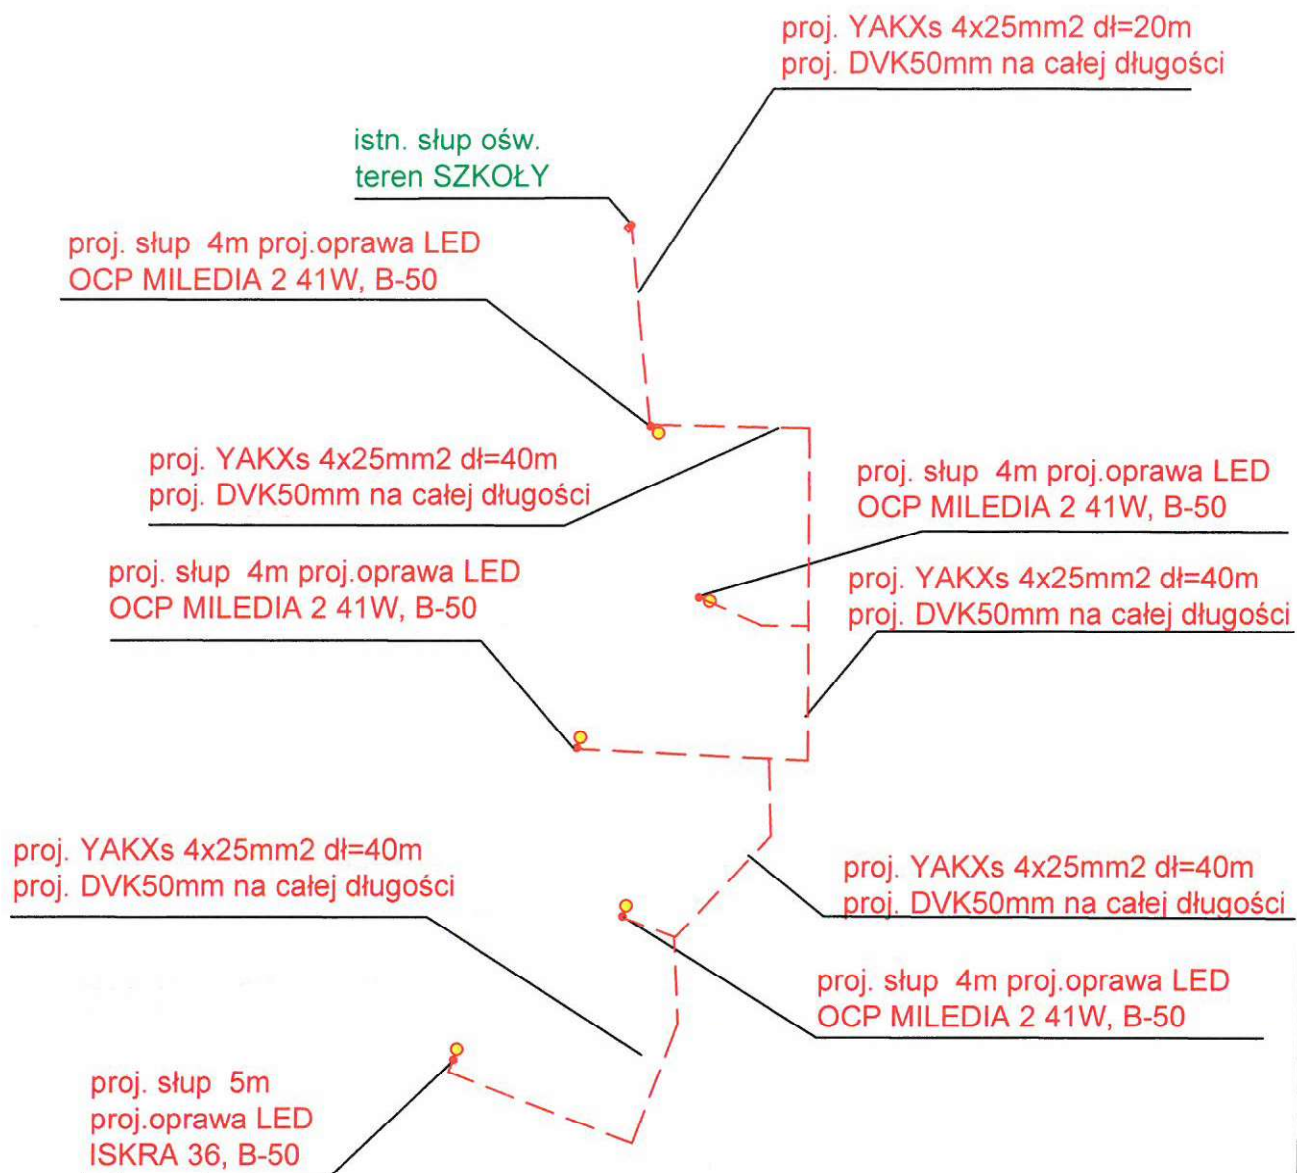 proj. YAKXs 4x25mm2 dł=20m
proj. DVK50mm na całej długości
istn. słup ośw.
teren SZKOŁY
proj. słup 4m proj.oprawa LED
OCP MILEDIA 2 41W, B-50
proj. YAKXs 4x25mm2 dł=40m
proj. DVK50mm na całej długości
proj. słup 4m proj.oprawa LED
OCP MILEDIA 2 41W, B-50
proj. słup 4m proj.oprawa LED
OCP MILEDIA 2 41W, B-50
proj. YAKXs 4x25mm2 dł=40m
proj. DVK50mm na całej długości
proj. YAKXs 4x25mm2 dł=40m
proj. DVK50mm na całej długości
proj. YAKXs 4x25mm2 dł=40m
proj. DVK50mm na całej długości
proj. słup 4m proj.oprawa LED
OCP MILEDIA 2 41W, B-50
proj. słup 5m
proj.oprawa LED
ISKRA 36, B-50